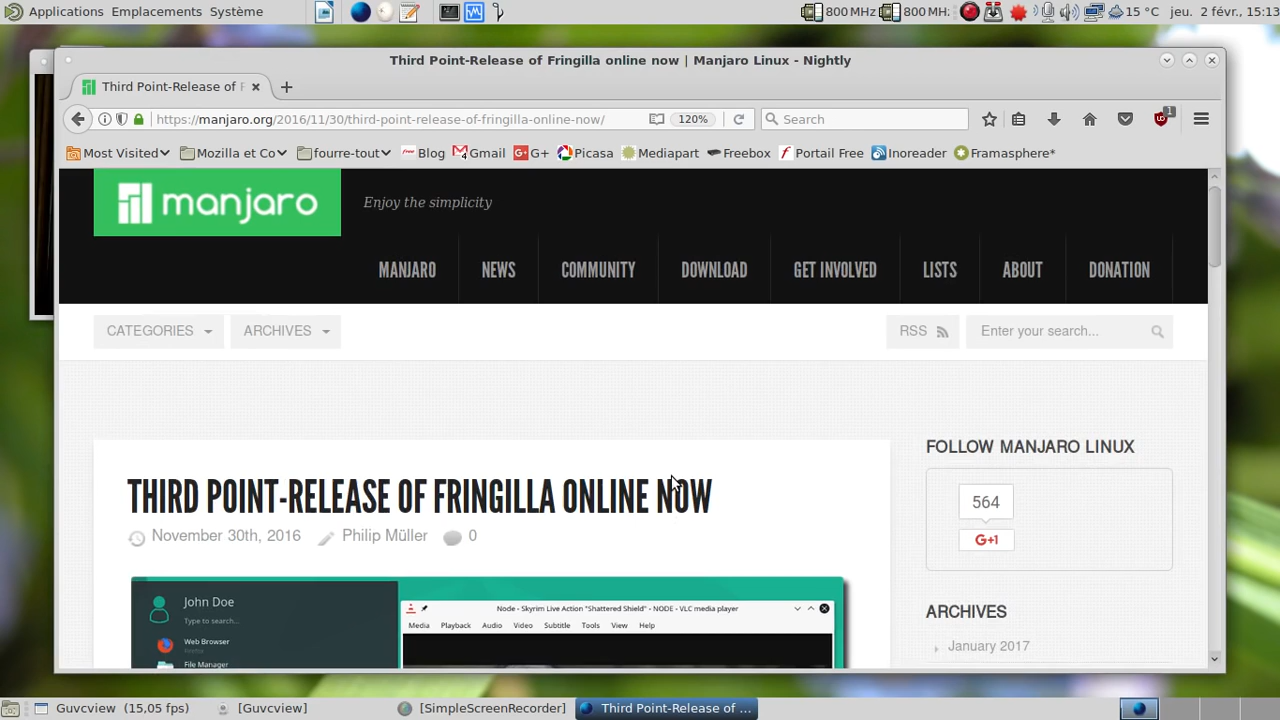 Applications Emplacements Système 800 MHz 800 MHz 15 °C jeu. 2 févr., 15:13
Third Point-Release of Fringilla online now | Manjaro Linux - Nightly
Third Point-Release of F
https://manjaro.org/2016/11/30/third-point-release-of-fringilla-online-now/ 120% Search 1
Most Visited Mozilla et Co fourre-tout Blog Gmail G+ Picasa Mediapart Freebox Portail Free Inoreader Framasphere*
manjaro Enjoy the simplicity
MANJARO NEWS COMMUNITY DOWNLOAD GET INVOLVED LISTS ABOUT DONATION
CATEGORIES ARCHIVES RSS Enter your search...
FOLLOW MANJARO LINUX
THIRD POINT-RELEASE OF FRINGILLA ONLINE NOW
564
November 30th, 2016 Philip Müller 0
G+1
John Doe
Type to search...
Node - Skyrim Live Action "Shattered Shield" - NODE - VLC media player
Media Playback Audio Video Subtitle Tools View Help
ARCHIVES
Web Browser
Firefox
January 2017
File Manager
Guvcview (15,05 fps) [Guvcview] [SimpleScreenRecorder] Third Point-Release of ...